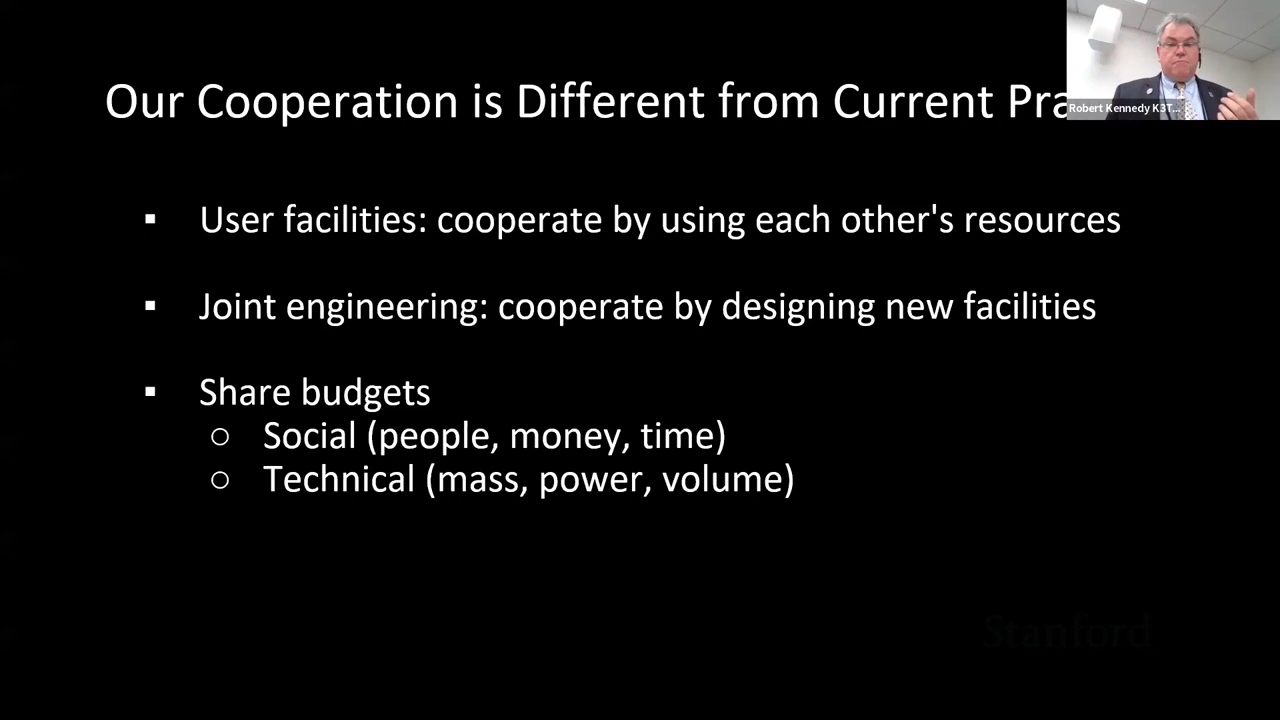 Our Cooperation is Different from Current Pra
Robert Kennedy K3T...
▪ User facilities: cooperate by using each other's resources
▪ Joint engineering: cooperate by designing new facilities
▪ Share budgets
○ Social (people, money, time)
○ Technical (mass, power, volume)
Stanford